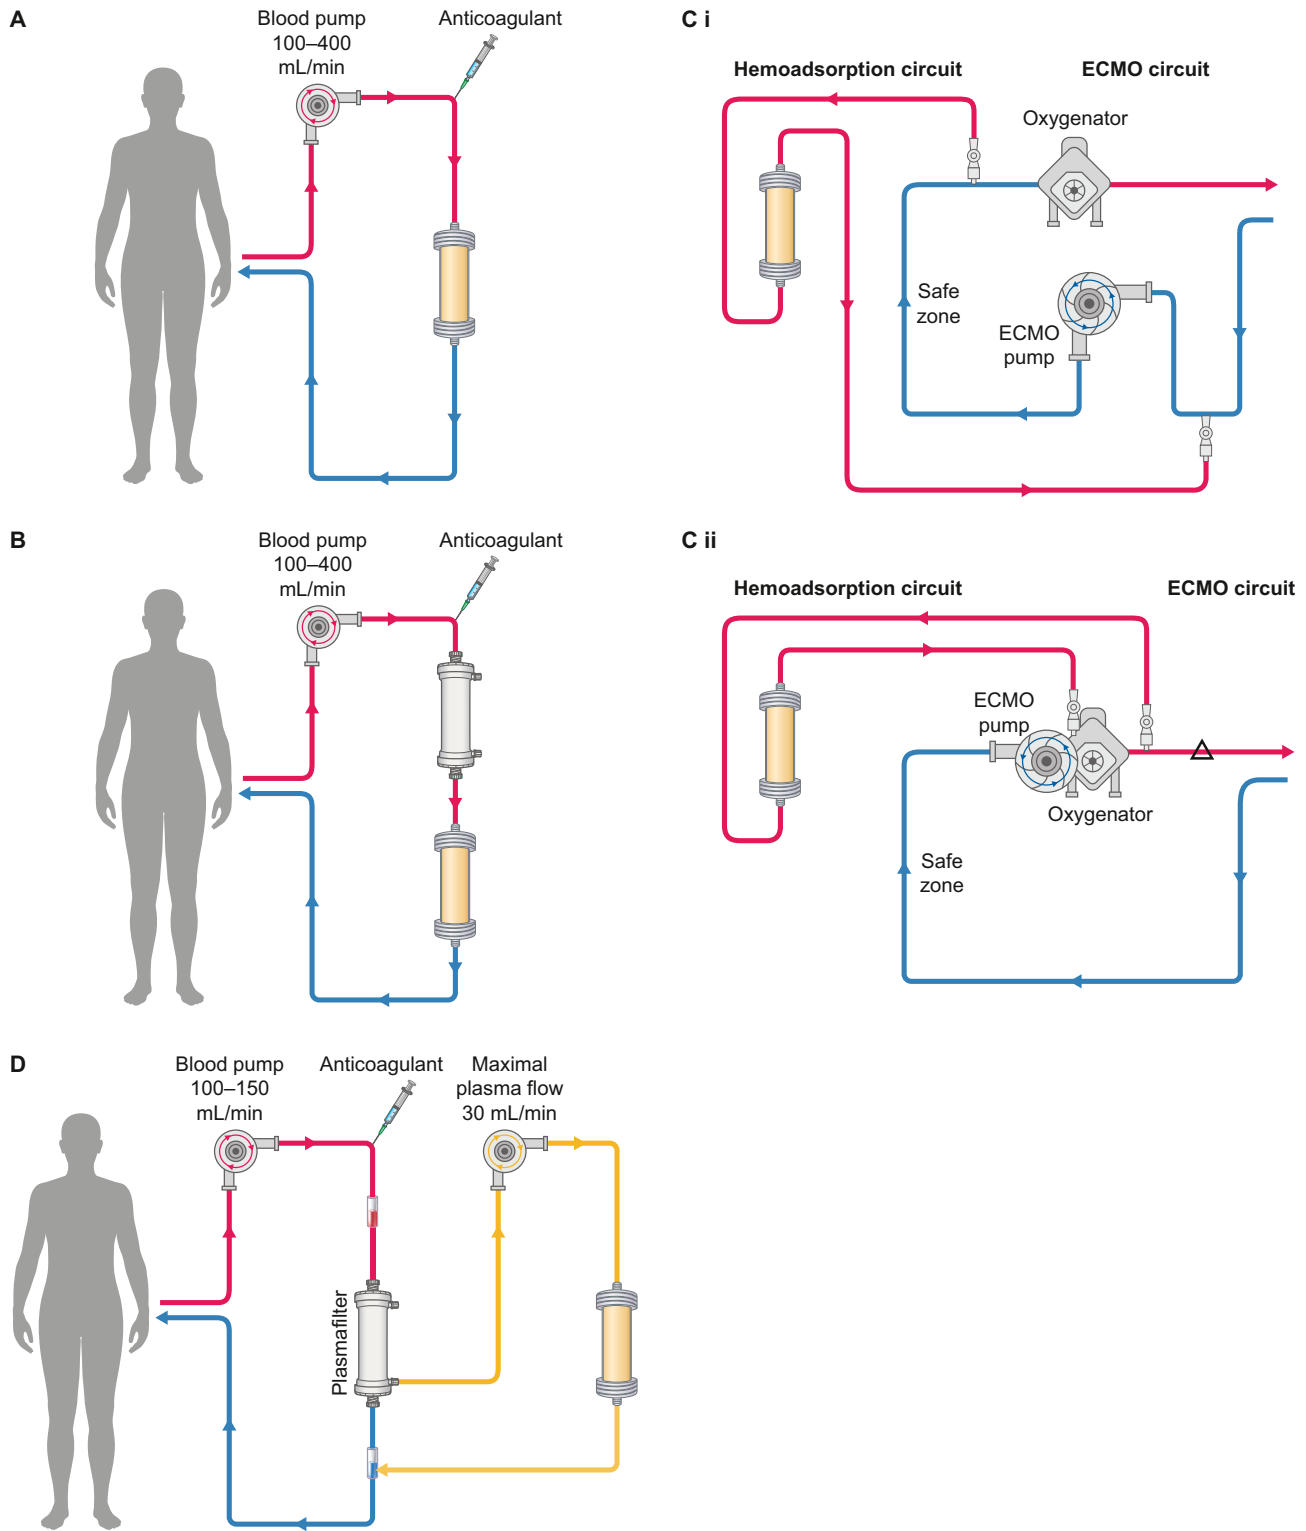 A
Blood pump
100–400
mL/min
Anticoagulant
C i
Hemoadsorption circuit
ECMO circuit
Oxygenator
Safe
zone
ECMO
pump
B
Blood pump
100–400
mL/min
Anticoagulant
C ii
Hemoadsorption circuit
ECMO circuit
ECMO
pump
Oxygenator
Safe
zone
D
Blood pump
100–150
mL/min
Anticoagulant
Maximal
plasma flow
30 mL/min
Plasmafilter